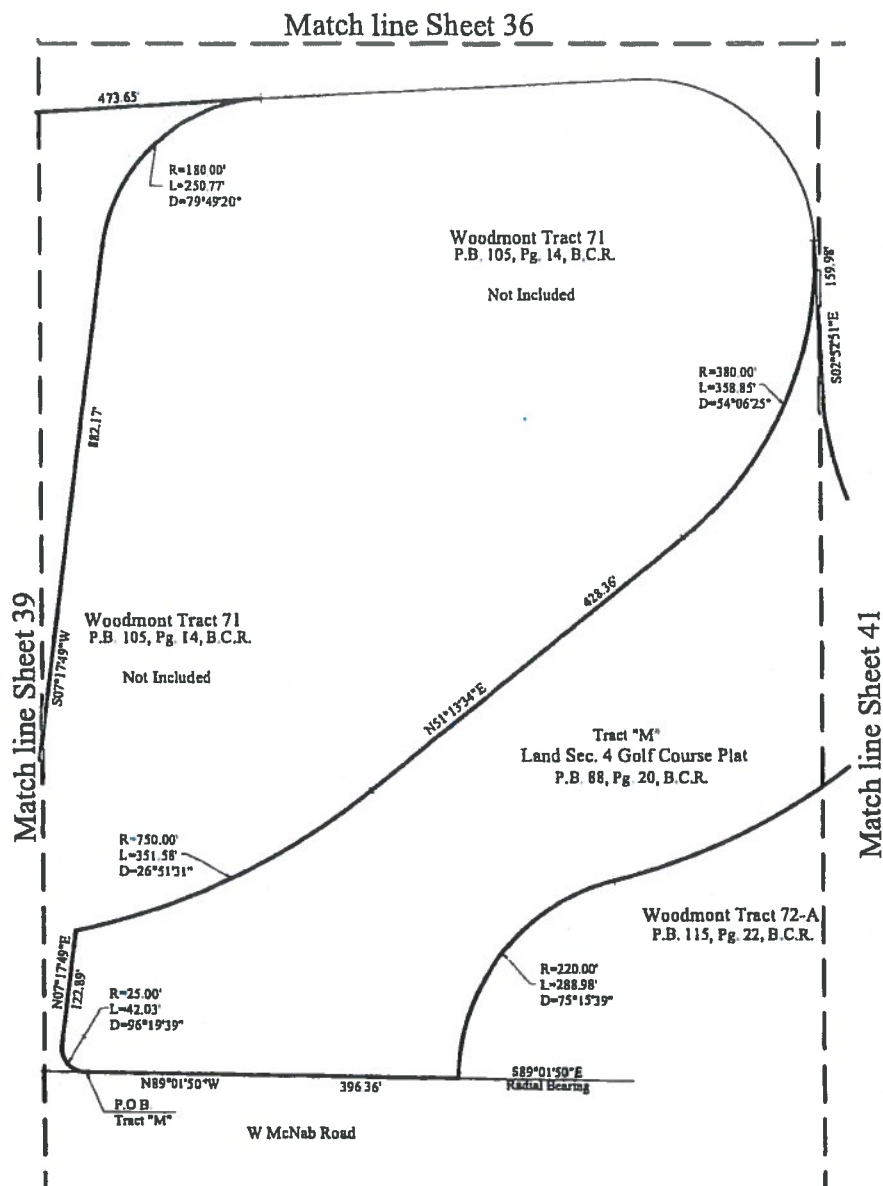 Match line Sheet 36
473.65'
R=180.00'
L=250.77'
D=79°49'20"
Woodmont Tract 71
P.B. 105, Pg. 14, B.C.R.
Not Included
159.98'
S02°52'51"E
R=380.00'
L=358.85'
D=54°06'25"
882.17'
S07°17'49"W
428.36'
N51°13'34"E
Match line Sheet 39
Woodmont Tract 71
P.B. 105, Pg. 14, B.C.R.
Not Included
Tract "M"
Land Sec. 4 Golf Course Plat
P.B. 88, Pg. 20, B.C.R.
Match line Sheet 41
R=750.00'
L=351.58'
D=26°51'31"
Woodmont Tract 72-A
P.B. 115, Pg. 22, B.C.R.
N07°17'49"E
122.89'
R=25.00'
L=42.03'
D=96°19'39"
R=220.00'
L=288.98'
D=75°15'39"
N89°01'50"W
396.36'
S89°01'50"E
Radial Bearing
P.O.B.
Tract "M"
W McNab Road